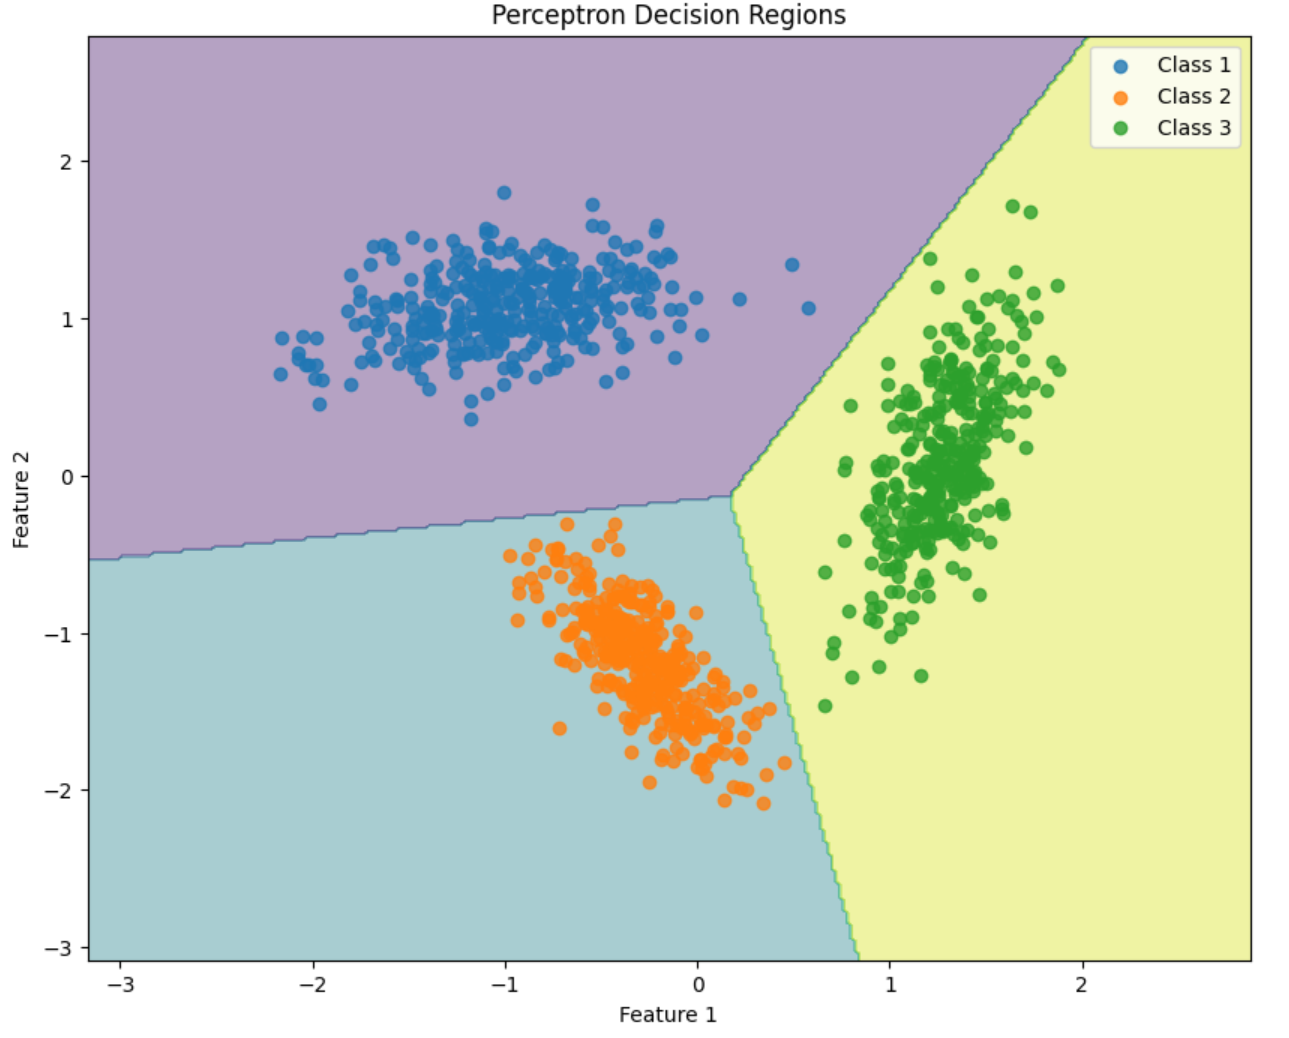 Perceptron Decision Regions
Class 1
Class 2
Class 3
Feature 2
2
1
0
−1
−2
−3
−3
−2
−1
0
1
2
Feature 1